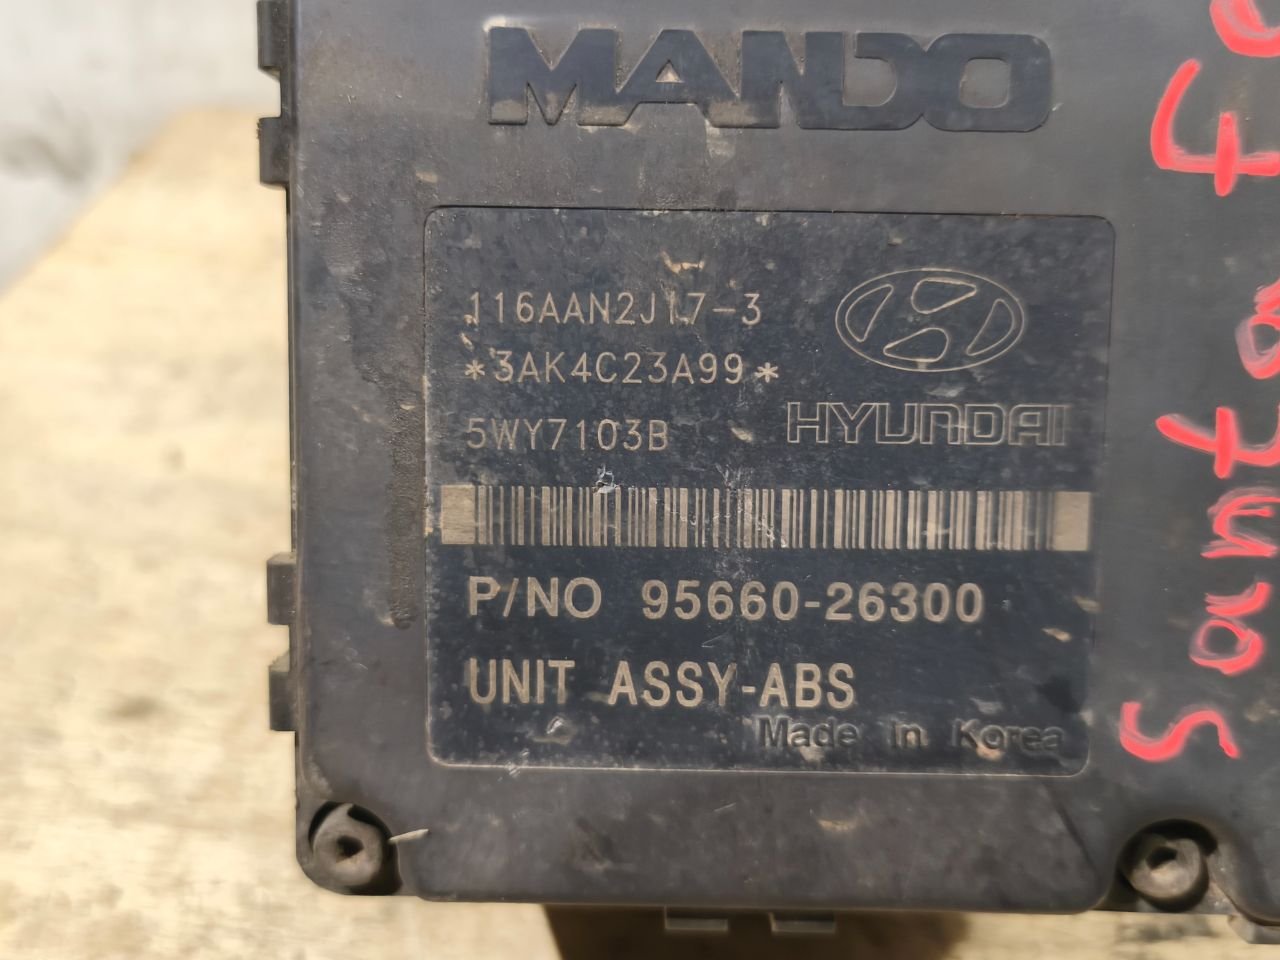 MANDO
116AAN2J17-3
*3AK4C23A99*
5WY7103B
HYUNDAI
P/NO 95660-26300
UNIT ASSY-ABS
Made in Korea
Santa Fe